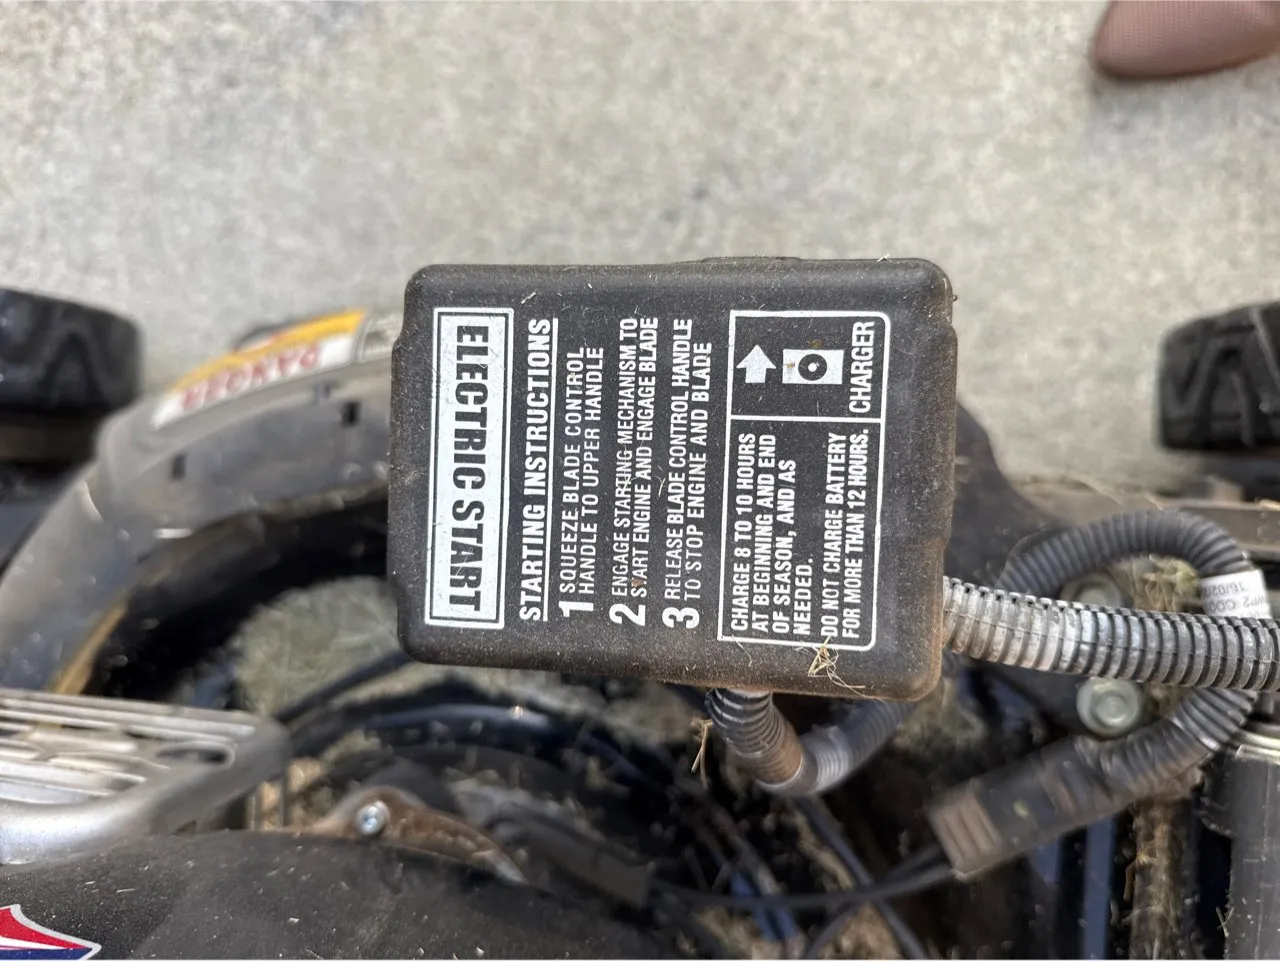 ELECTRIC START
STARTING INSTRUCTIONS
1 SQUEEZE BLADE CONTROL
HANDLE TO UPPER HANDLE
2 ENGAGE STARTING MECHANISM TO
START ENGINE AND ENGAGE BLADE
3 RELEASE BLADE CONTROL HANDLE
TO STOP ENGINE AND BLADE
CHARGE 8 TO 10 HOURS
AT BEGINNING AND END
OF SEASON, AND AS
NEEDED.
DO NOT CHARGE BATTERY
FOR MORE THAN 12 HOURS.
CHARGER
DANGER